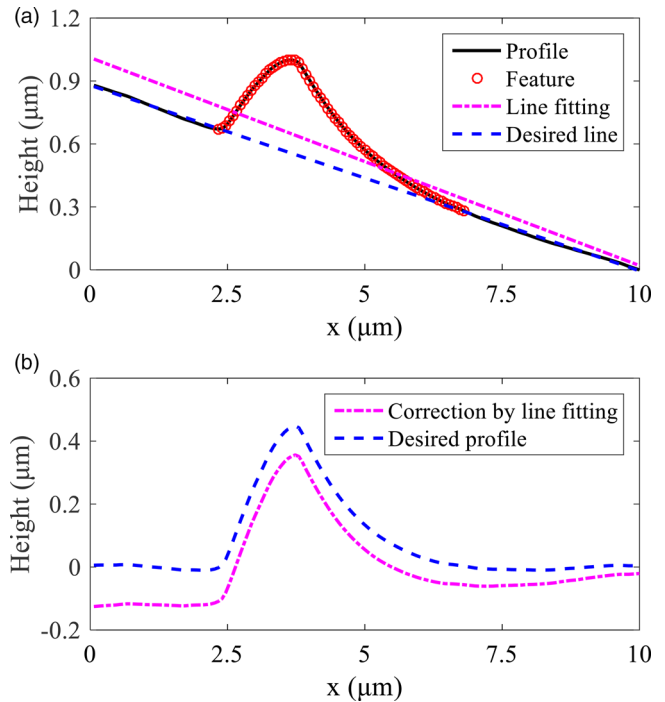 (a)
1.2
0.9
0.6
0.3
0
Height (μm)
Profile
Feature
Line fitting
Desired line
0
2.5
5
7.5
10
x (μm)
(b)
0.6
0.4
0.2
0
-0.2
Height (μm)
Correction by line fitting
Desired profile
0
2.5
5
7.5
10
x (μm)